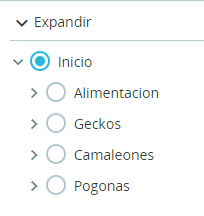 Expandir
Inicio
Alimentacion
Geckos
Camaleones
Pogonas